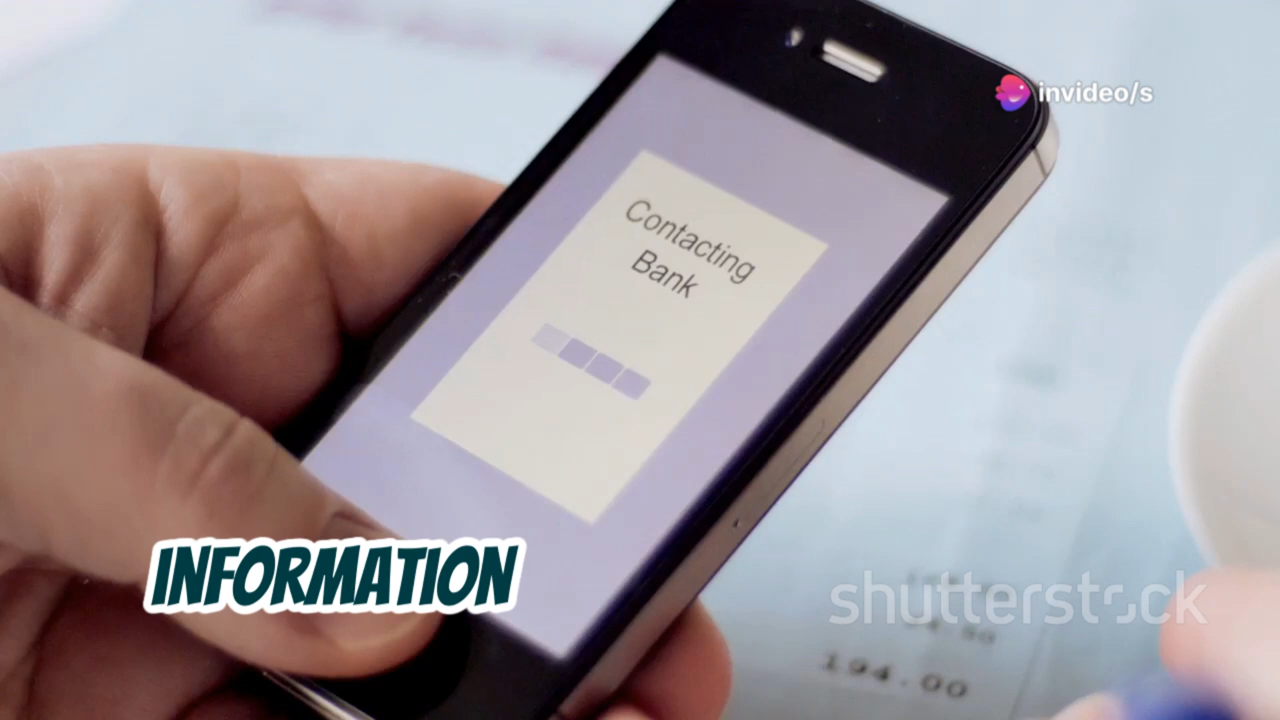 invideo/s
Contacting
Bank
INFORMATION
shutterstock
194.00